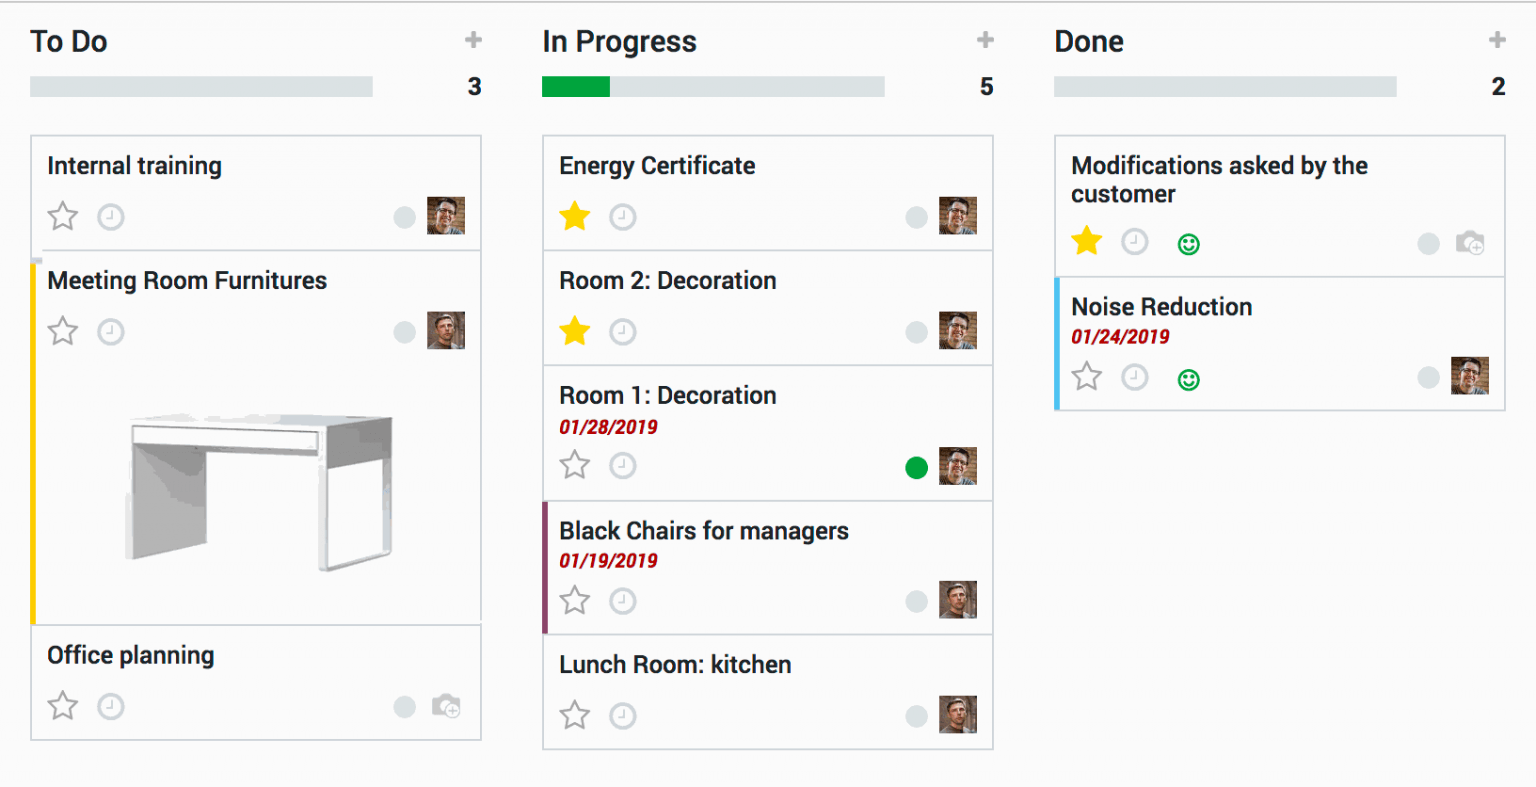 To Do
3
Internal training
Meeting Room Furnitures
Office planning
In Progress
5
Energy Certificate
Room 2: Decoration
Room 1: Decoration
01/28/2019
Black Chairs for managers
01/19/2019
Lunch Room: kitchen
Done
2
Modifications asked by the
customer
Noise Reduction
01/24/2019